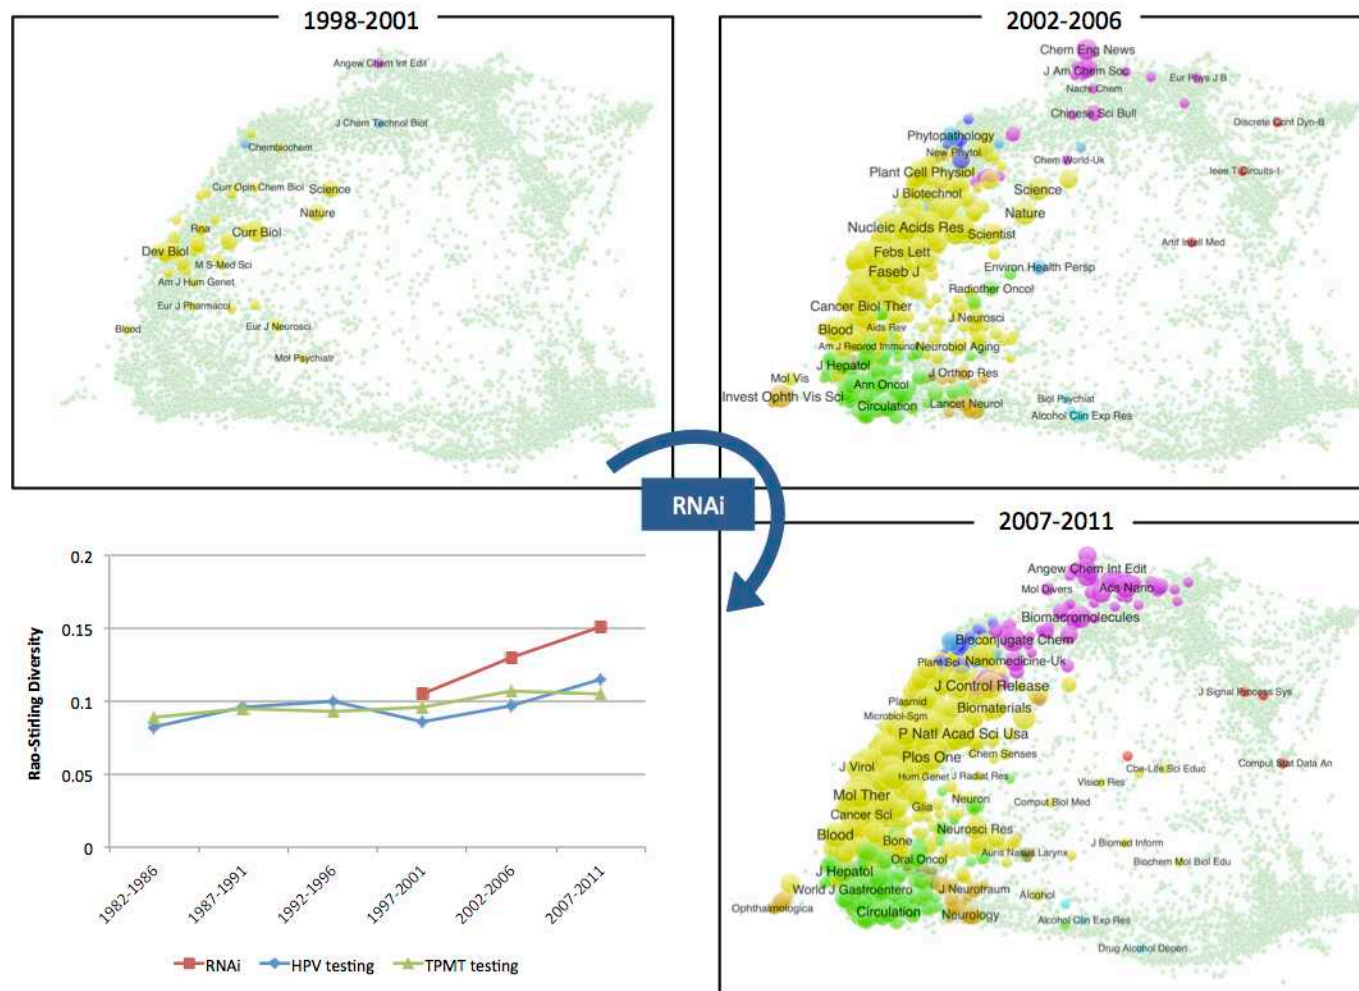 1998-2001
Angew Chem Int Edit
J Chem Technol Biot
Chembiochem
Curr Opin Chem Biol
Science
Nature
Rna
Curr Biol
Dev Biol
M S-Med Sci
Am J Hum Genet
Eur J Pharmacol
Blood
Eur J Neurosci
Mol Psychiatr
2002-2006
Chem Eng News
J Am Chem Soc
Eur Phys J B
Nachr Chem
Chinese Sci Bull
Discrete Cont Dyn-B
Phytopathology
New Phytol
Chem World-Uk
Plant Cell Physiol
Ieee T Circuits-I
J Biotechnol
Science
Nature
Nucleic Acids Res
Scientist
Artif Intell Med
Febs Lett
Faseb J
Environ Health Persp
Radiother Oncol
Cancer Biol Ther
J Neurosci
Blood
Aids Rev
Am J Reprod Immunol
Neurobiol Aging
J Hepatol
J Orthop Res
Mol Vis
Ann Oncol
Invest Ophth Vis Sci
Circulation
Lancet Neurol
Biol Psychiat
Alcohol Clin Exp Res
RNAi
0.2
0.15
0.1
0.05
0
Rao-Stirling Diversity
1982-1986
1987-1991
1992-1996
1997-2001
2002-2006
2007-2011
RNAi
HPV testing
TPMT testing
2007-2011
Angew Chem Int Edit
Mol Divers
Acs Nano
Biomacromolecules
Bioconjugate Chem
Plant Sci
Nanomedicine-Uk
J Control Release
J Signal Process Sys
Plasmid
Biomaterials
Microbiol-Sgm
P Natl Acad Sci Usa
Plos One
Chem Senses
J Virol
Hum Genet
J Radiat Res
Cbe-Life Sci Educ
Comput Stat Data An
Vision Res
Mol Ther
Glia
Neuron
Comput Biol Med
Cancer Sci
Blood
Bone
Neurosci Res
J Biomed Inform
Oral Oncol
Auris Nasus Larynx
Biochem Mol Biol Edu
J Hepatol
World J Gastroentero
J Neurotraum
Alcohol
Ophthalmologica
Circulation
Neurology
Alcohol Clin Exp Res
Drug Alcohol Depen